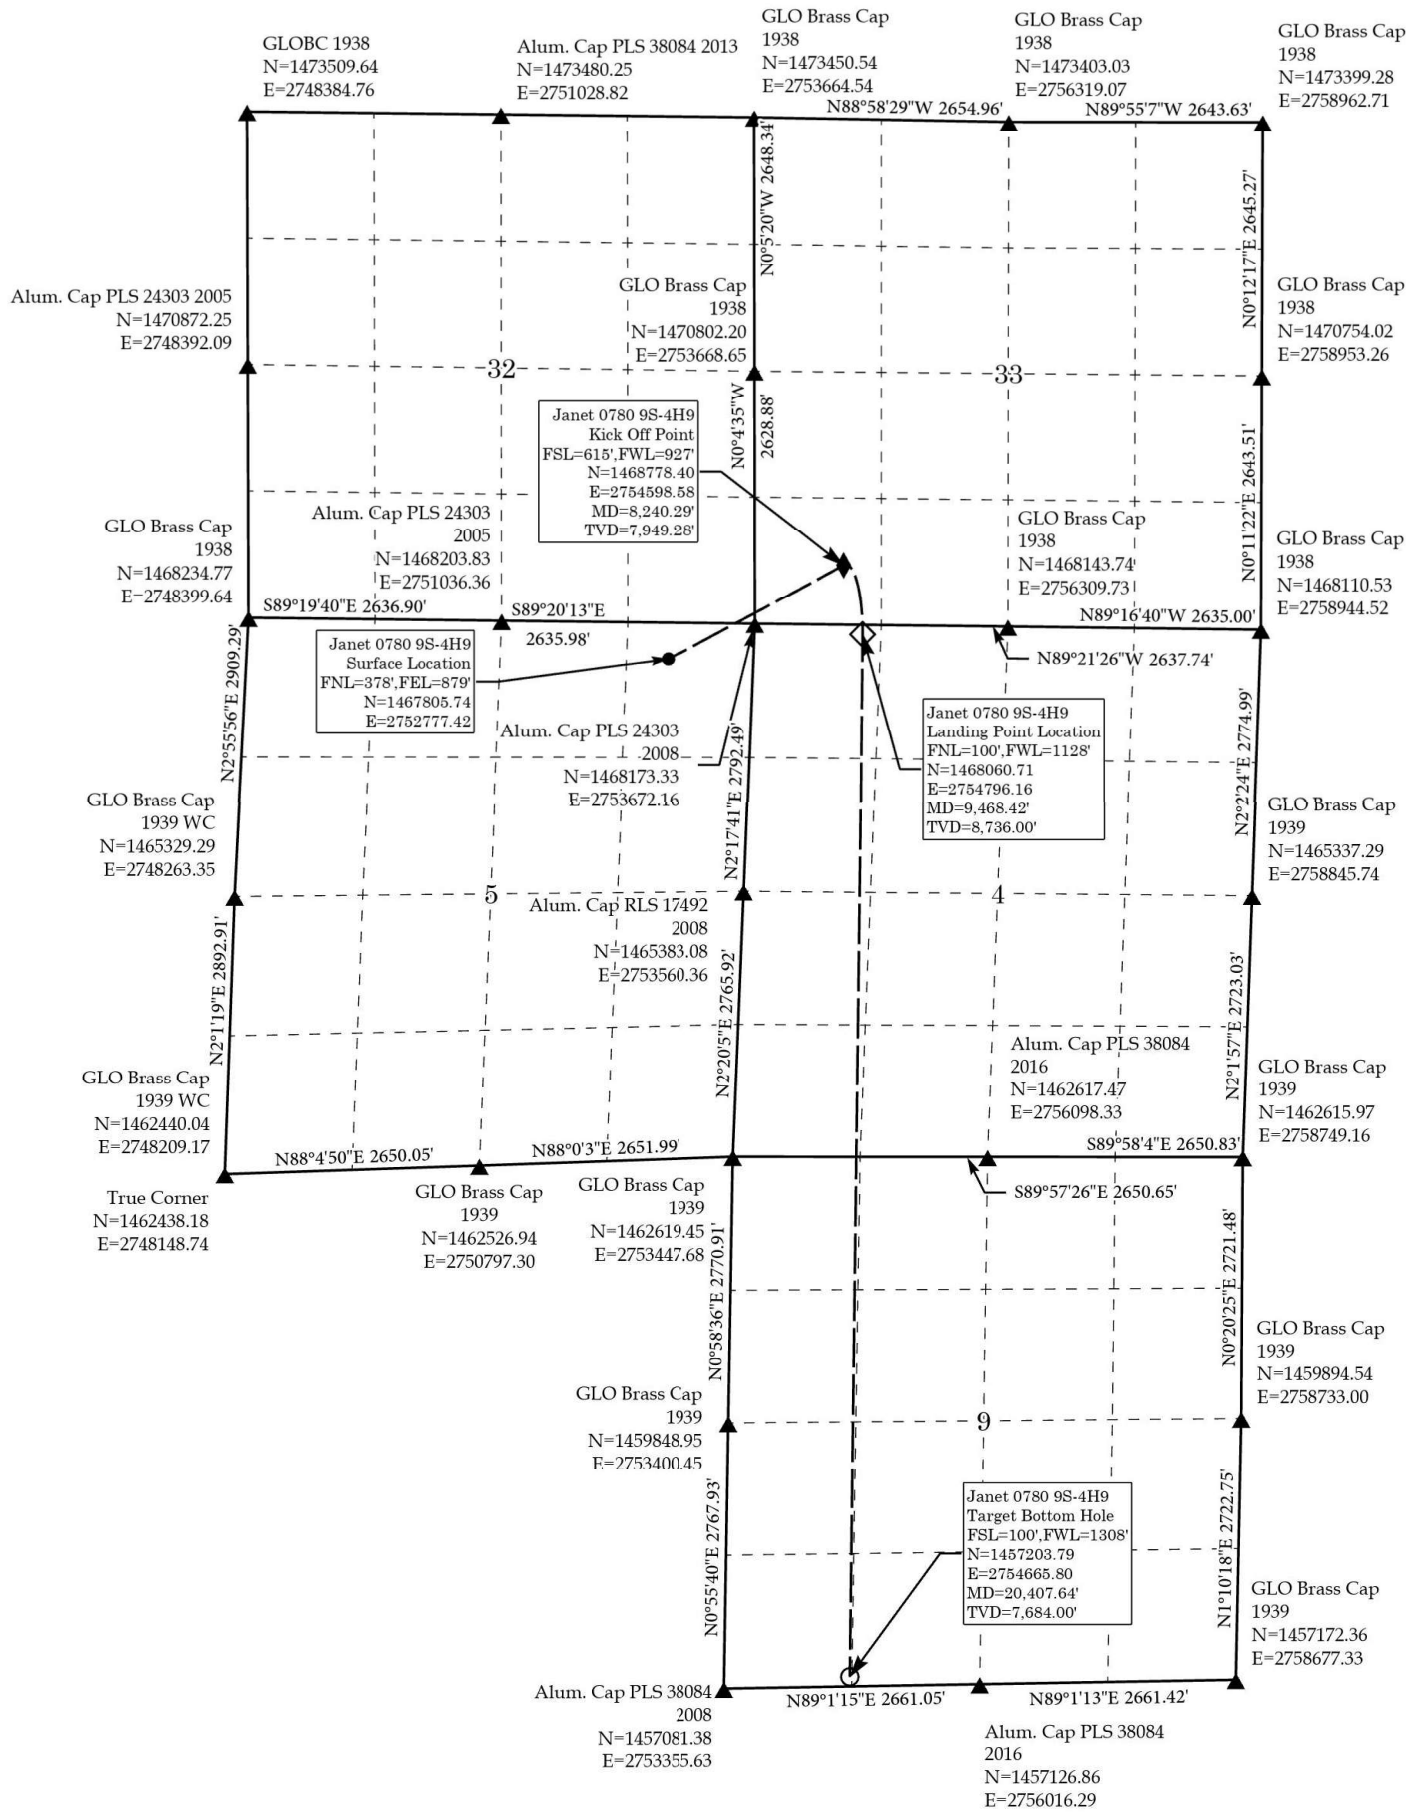 GLOBC 1938
N=1473509.64
E=2748384.76
Alum. Cap PLS 38084 2013
N=1473480.25
E=2751028.82
GLO Brass Cap
1938
N=1473450.54
E=2753664.54
GLO Brass Cap
1938
N=1473403.03
E=2756319.07
GLO Brass Cap
1938
N=1473399.28
E=2758962.71
N88°58'29"W 2654.96'
N89°55'7"W 2643.63'
N0°5'20"W 2648.34'
N0°12'17"E 2645.27'
Alum. Cap PLS 24303 2005
N=1470872.25
E=2748392.09
GLO Brass Cap
1938
N=1470802.20
E=2753668.65
GLO Brass Cap
1938
N=1470754.02
E=2758953.26
32
33
Janet 0780 9S-4H9
Kick Off Point
FSL=615',FWL=927'
N=1468778.40
E=2754598.58
MD=8,240.29'
TVD=7,949.28'
N0°4'35"W
2628.88'
N0°11'22"E 2643.51'
GLO Brass Cap
1938
N=1468234.77
E=2748399.64
Alum. Cap PLS 24303
2005
N=1468203.83
E=2751036.36
GLO Brass Cap
1938
N=1468143.74
E=2756309.73
GLO Brass Cap
1938
N=1468110.53
E=2758944.52
S89°19'40"E 2636.90'
S89°20'13"E
2635.98'
N89°16'40"W 2635.00'
N89°21'26"W 2637.74'
Janet 0780 9S-4H9
Surface Location
FNL=378',FEL=879'
N=1467805.74
E=2752777.42
N2°55'56"E 2909.29'
Alum. Cap PLS 24303
2008
N=1468173.33
E=2753672.16
N2°17'41"E 2792.49'
Janet 0780 9S-4H9
Landing Point Location
FNL=100',FWL=1128'
N=1468060.71
E=2754796.16
MD=9,468.42'
TVD=8,736.00'
N2°2'24"E 2774.99'
GLO Brass Cap
1939 WC
N=1465329.29
E=2748263.35
GLO Brass Cap
1939
N=1465337.29
E=2758845.74
5
4
Alum. Cap RLS 17492
2008
N=1465383.08
E=2753560.36
N2°1'19"E 2892.91'
N2°20'5"E 2765.92'
N2°1'57"E 2723.03'
GLO Brass Cap
1939 WC
N=1462440.04
E=2748209.17
Alum. Cap PLS 38084
2016
N=1462617.47
E=2756098.33
GLO Brass Cap
1939
N=1462615.97
E=2758749.16
N88°4'50"E 2650.05'
N88°0'3"E 2651.99
S89°58'4"E 2650.83'
S89°57'26"E 2650.65'
True Corner
N=1462438.18
E=2748148.74
GLO Brass Cap
1939
N=1462526.94
E=2750797.30
GLO Brass Cap
1939
N=1462619.45
E=2753447.68
N0°58'36"E 2770.91'
N0°20'25"E 2721.48'
GLO Brass Cap
1939
N=1459894.54
E=2758733.00
GLO Brass Cap
1939
N=1459848.95
E=2753400.45
9
Janet 0780 9S-4H9
Target Bottom Hole
FSL=100',FWL=1308'
N=1457203.79
E=2754665.80
MD=20,407.64'
TVD=7,684.00'
N0°55'40"E 2767.93'
N1°10'18"E 2722.75'
GLO Brass Cap
1939
N=1457172.36
E=2758677.33
Alum. Cap PLS 38084
2008
N=1457081.38
E=2753355.63
N89°1'15"E 2661.05'
N89°1'13"E 2661.42'
Alum. Cap PLS 38084
2016
N=1457126.86
E=2756016.29